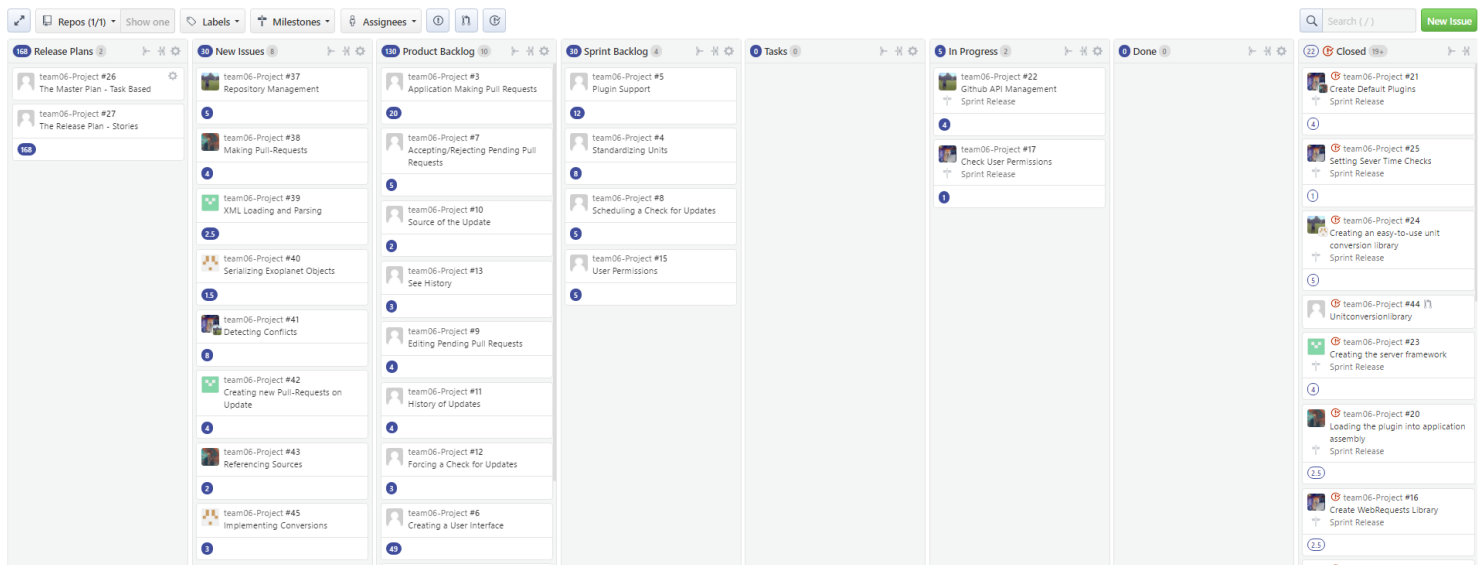 Repos (1/1) Show one Labels Milestones Assignees Search ( / ) New Issue
168 Release Plans 2
team06-Project #26
The Master Plan - Task Based
team06-Project #27
The Release Plan - Stories
168
30 New Issues 8
team06-Project #37
Repository Management
5
team06-Project #38
Making Pull-Requests
4
team06-Project #39
XML Loading and Parsing
2.5
team06-Project #40
Serializing Exoplanet Objects
1.5
team06-Project #41
Detecting Conflicts
8
team06-Project #42
Creating new Pull-Requests on
Update
4
team06-Project #43
Referencing Sources
2
team06-Project #45
Implementing Conversions
3
130 Product Backlog 10
team06-Project #3
Application Making Pull Requests
20
team06-Project #7
Accepting/Rejecting Pending Pull
Requests
5
team06-Project #10
Source of the Update
2
team06-Project #13
See History
3
team06-Project #9
Editing Pending Pull Requests
4
team06-Project #11
History of Updates
4
team06-Project #12
Forcing a Check for Updates
3
team06-Project #6
Creating a User Interface
49
30 Sprint Backlog 4
team06-Project #5
Plugin Support
12
team06-Project #4
Standardizing Units
8
team06-Project #8
Scheduling a Check for Updates
5
team06-Project #15
User Permissions
5
0 Tasks 0
5 In Progress 2
team06-Project #22
Github API Management
Sprint Release
4
team06-Project #17
Check User Permissions
Sprint Release
1
0 Done 0
22 Closed 19+
team06-Project #21
Create Default Plugins
Sprint Release
4
team06-Project #25
Setting Sever Time Checks
Sprint Release
1
team06-Project #24
Creating an easy-to-use unit
conversion library
Sprint Release
5
team06-Project #44
Unitconversionlibrary
team06-Project #23
Creating the server framework
Sprint Release
4
team06-Project #20
Loading the plugin into application
assembly
Sprint Release
2.5
team06-Project #16
Create WebRequests Library
Sprint Release
2.5